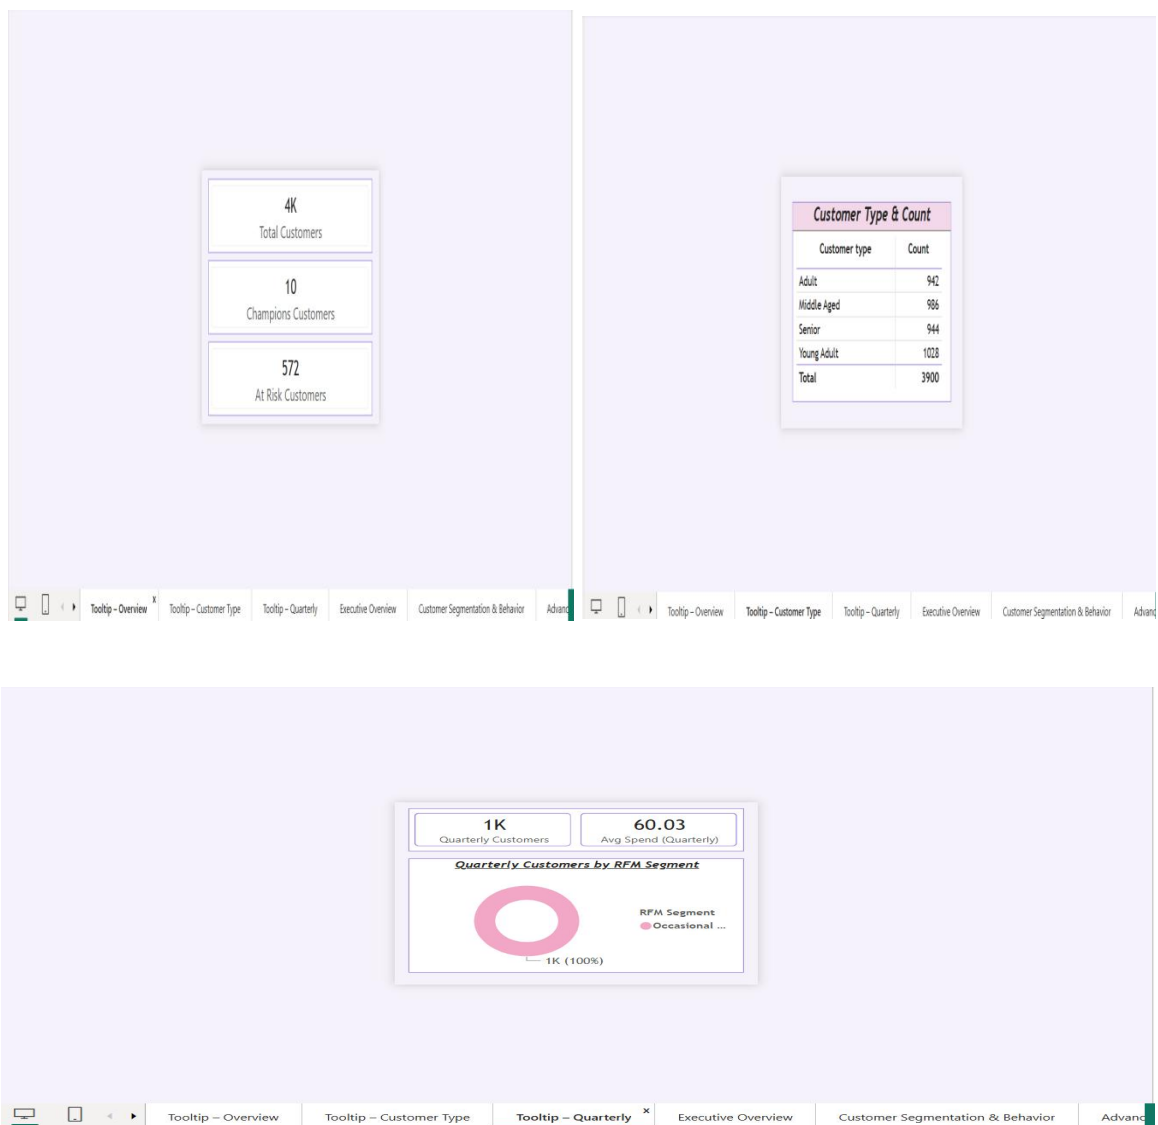 4K
Total Customers
10
Champions Customers
572
At Risk Customers
Tooltip – Overview x Tooltip – Customer Type Tooltip – Quarterly Executive Overview Customer Segmentation & Behavior Advanc
Customer Type & Count
Customer type Count
Adult 942
Middle Aged 986
Senior 944
Young Adult 1028
Total 3900
Tooltip – Overview Tooltip – Customer Type Tooltip – Quarterly Executive Overview Customer Segmentation & Behavior Advanc
1K
Quarterly Customers
60.03
Avg Spend (Quarterly)
Quarterly Customers by RFM Segment
RFM Segment
Occasional ...
1K (100%)
Tooltip – Overview Tooltip – Customer Type Tooltip – Quarterly x Executive Overview Customer Segmentation & Behavior Advanc